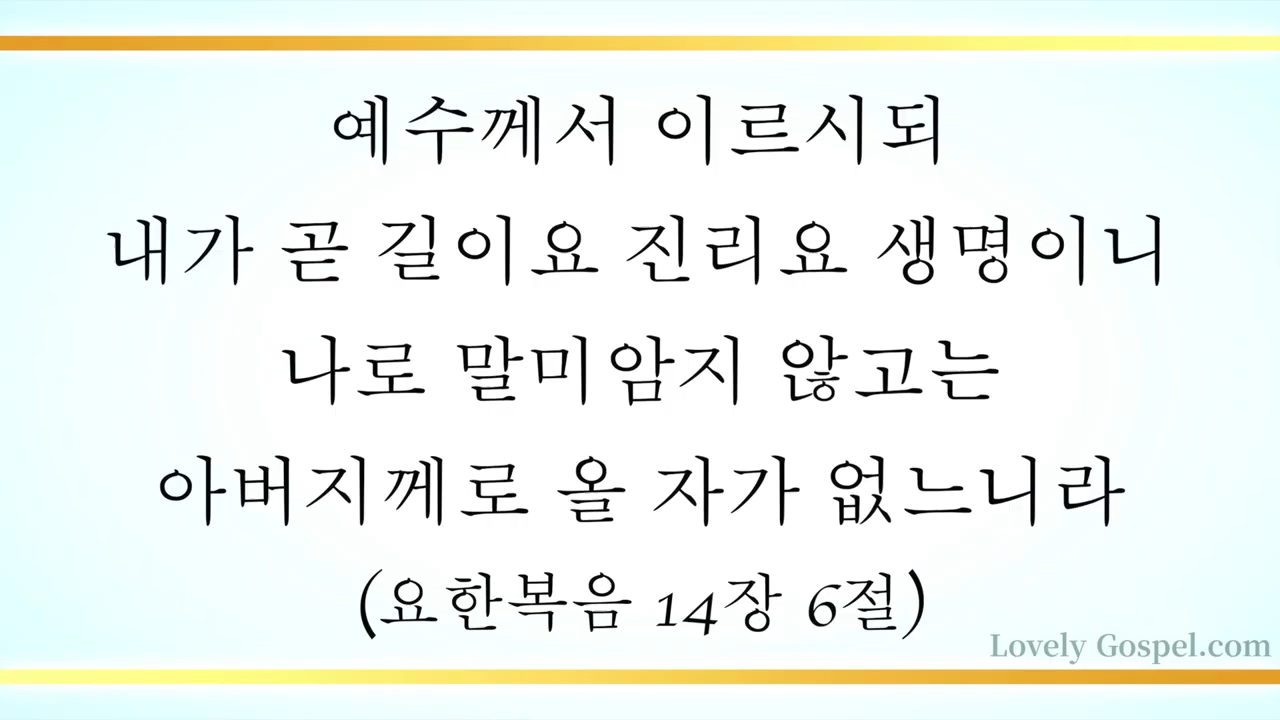 예수께서 이르시되
내가 곧 길이요 진리요 생명이니
나로 말미암지 않고는
아버지께로 올 자가 없느니라
(요한복음 14장 6절)
Lovely Gospel.com